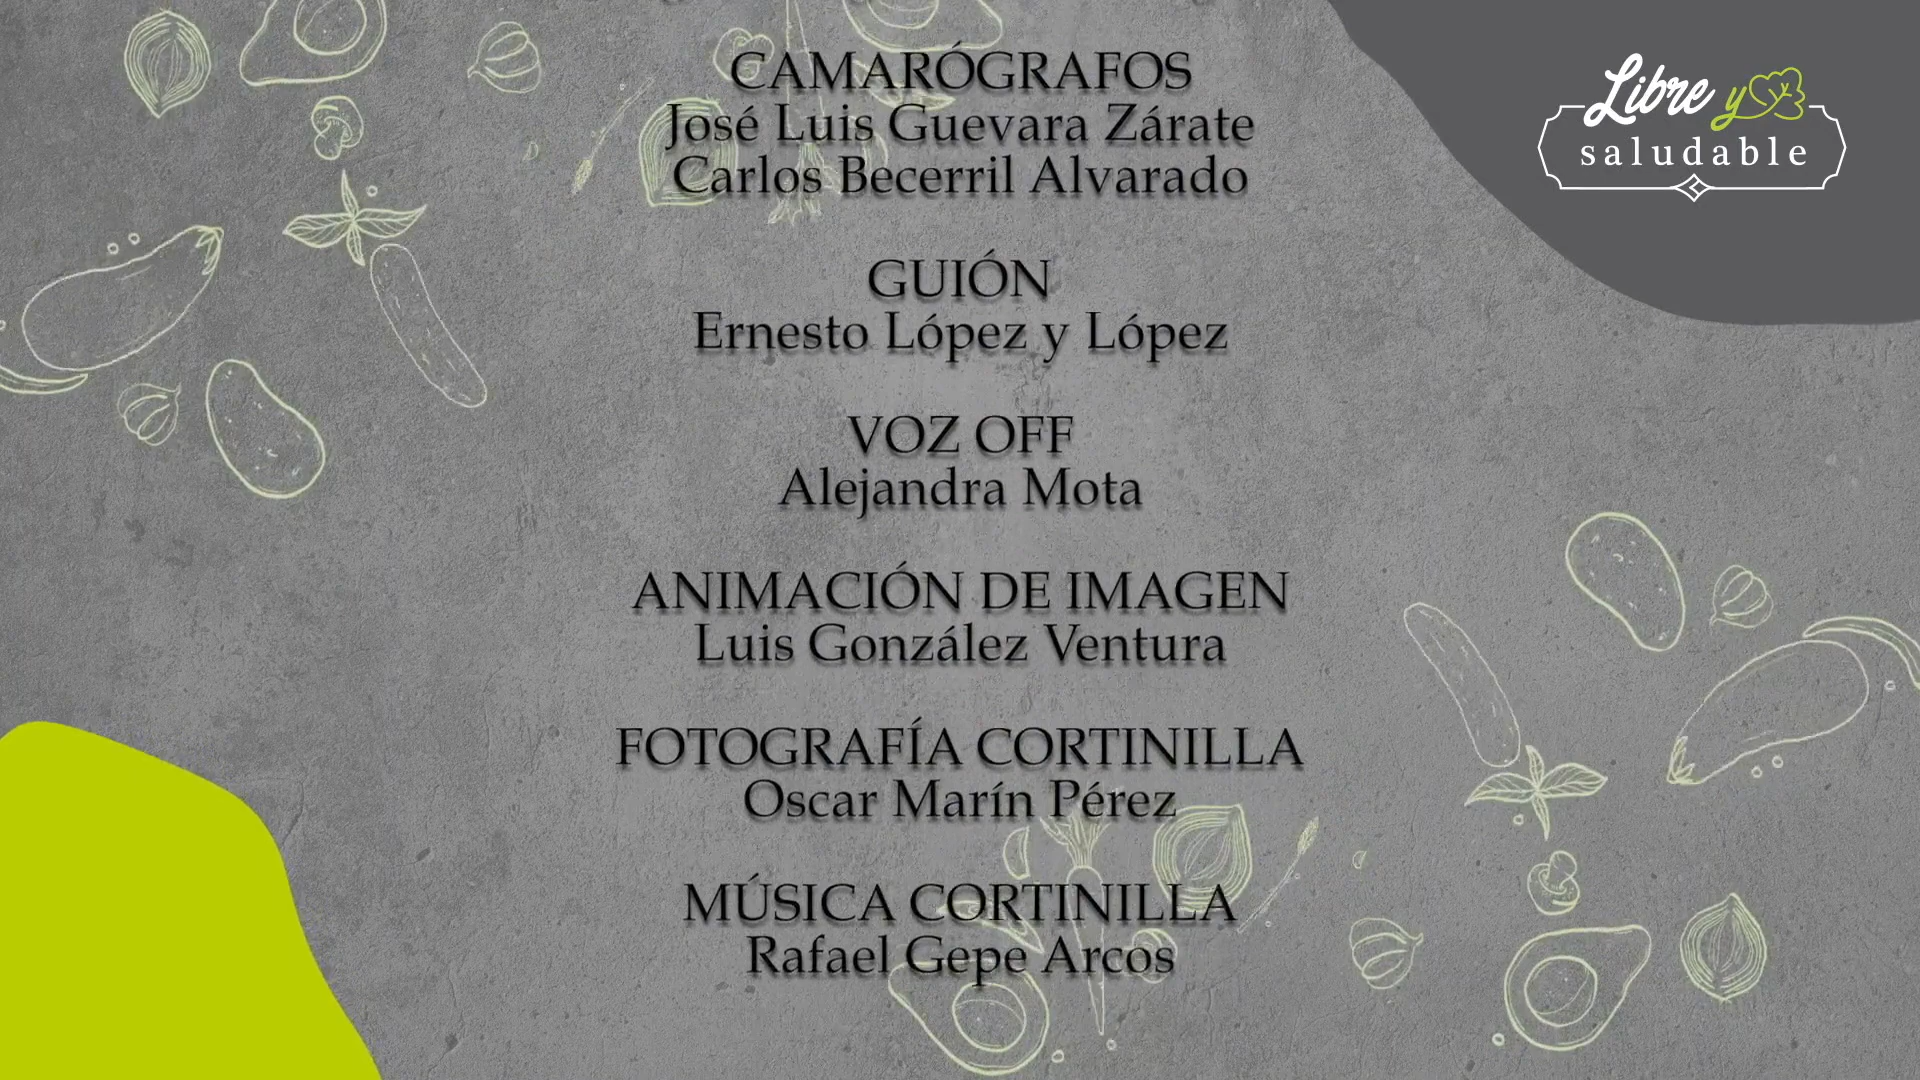 CAMARÓGRAFOS
José Luis Guevara Zárate
Carlos Becerril Alvarado
GUIÓN
Ernesto López y López
VOZ OFF
Alejandra Mota
ANIMACIÓN DE IMAGEN
Luis González Ventura
FOTOGRAFÍA CORTINILLA
Oscar Marín Pérez
MÚSICA CORTINILLA
Rafael Gepe Arcos
Libre y
saludable